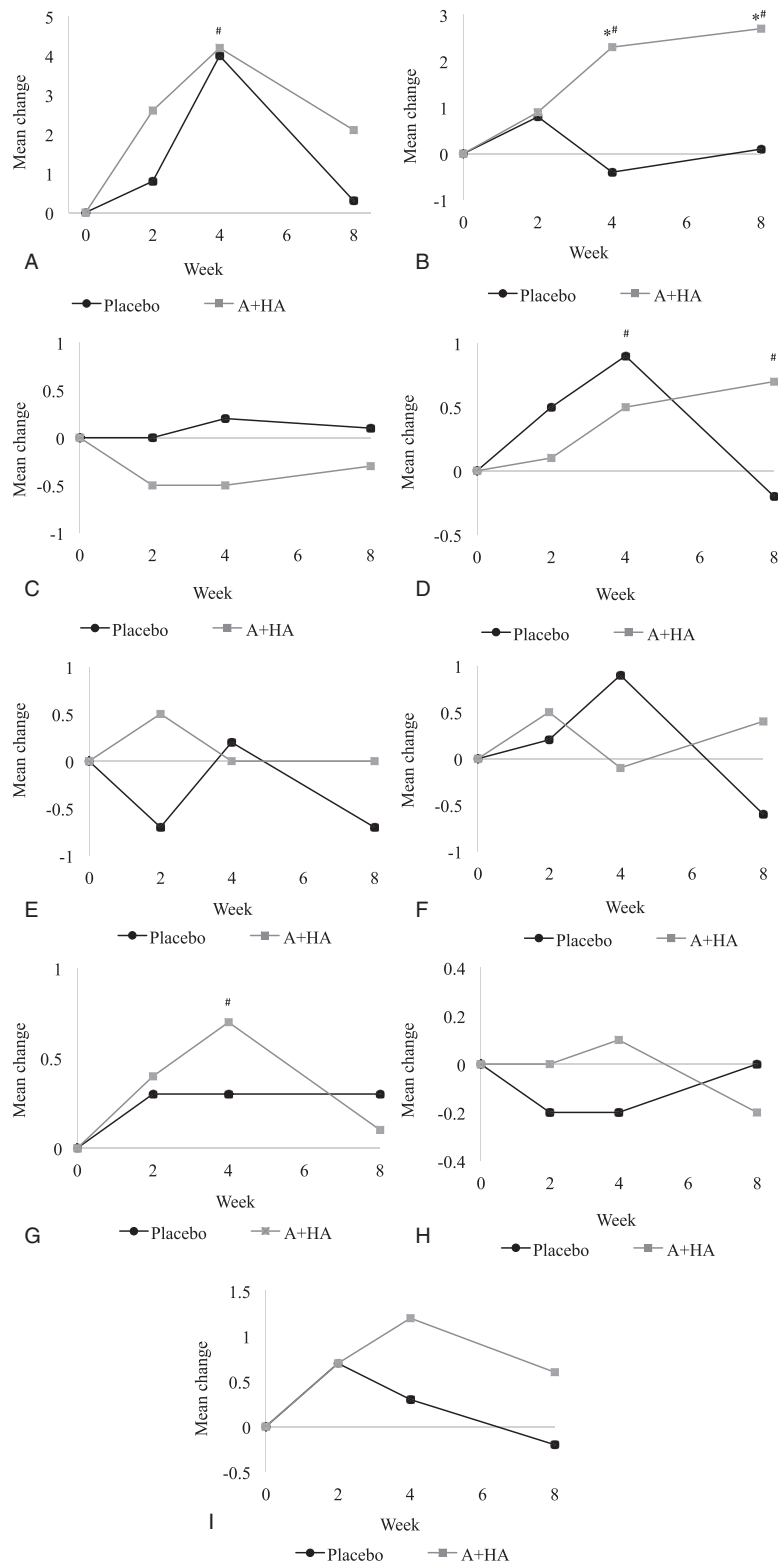 5
4
3
2
1
0
#
Mean change
0 2 4 6 8
Week
A
Placebo A+HA
3
2
1
0
-1
*# *#
Mean change
0 2 4 6 8
Week
B
Placebo A+HA
1
0.5
0
-0.5
-1
Mean change
0 2 4 6 8
Week
C
Placebo A+HA
1
0.5
0
-0.5
# #
Mean change
0 2 4 6 8
Week
D
Placebo A+HA
1
0.5
0
-0.5
-1
Mean change
0 2 4 6 8
Week
E
Placebo A+HA
1
0.5
0
-0.5
-1
Mean change
0 2 4 6 8
Week
F
Placebo A+HA
1
0.5
0
#
Mean change
0 2 4 6 8
Week
G
Placebo A+HA
0.4
0.2
0
-0.2
-0.4
Mean change
0 2 4 6 8
Week
H
Placebo A+HA
1.5
1
0.5
0
-0.5
Mean change
0 2 4 6 8
Week
I
Placebo A+HA